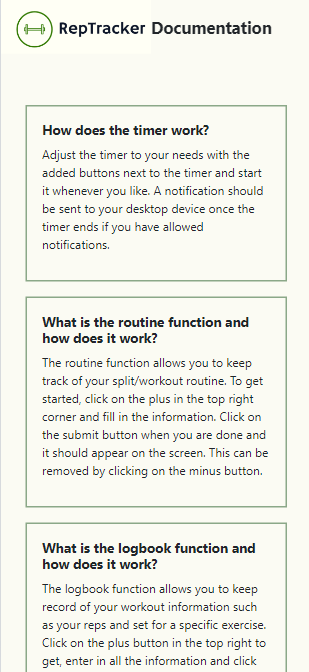 RepTracker Documentation
How does the timer work?
Adjust the timer to your needs with the
added buttons next to the timer and start
it whenever you like. A notification should
be sent to your desktop device once the
timer ends if you have allowed
notifications.
What is the routine function and
how does it work?
The routine function allows you to keep
track of your split/workout routine. To get
started, click on the plus in the top right
corner and fill in the information. Click on
the submit button when you are done and
it should appear on the screen. This can be
removed by clicking on the minus button.
What is the logbook function and
how does it work?
The logbook function allows you to keep
record of your workout information such
as your reps and set for a specific exercise.
Click on the plus button in the top right to
get, enter in all the information and click